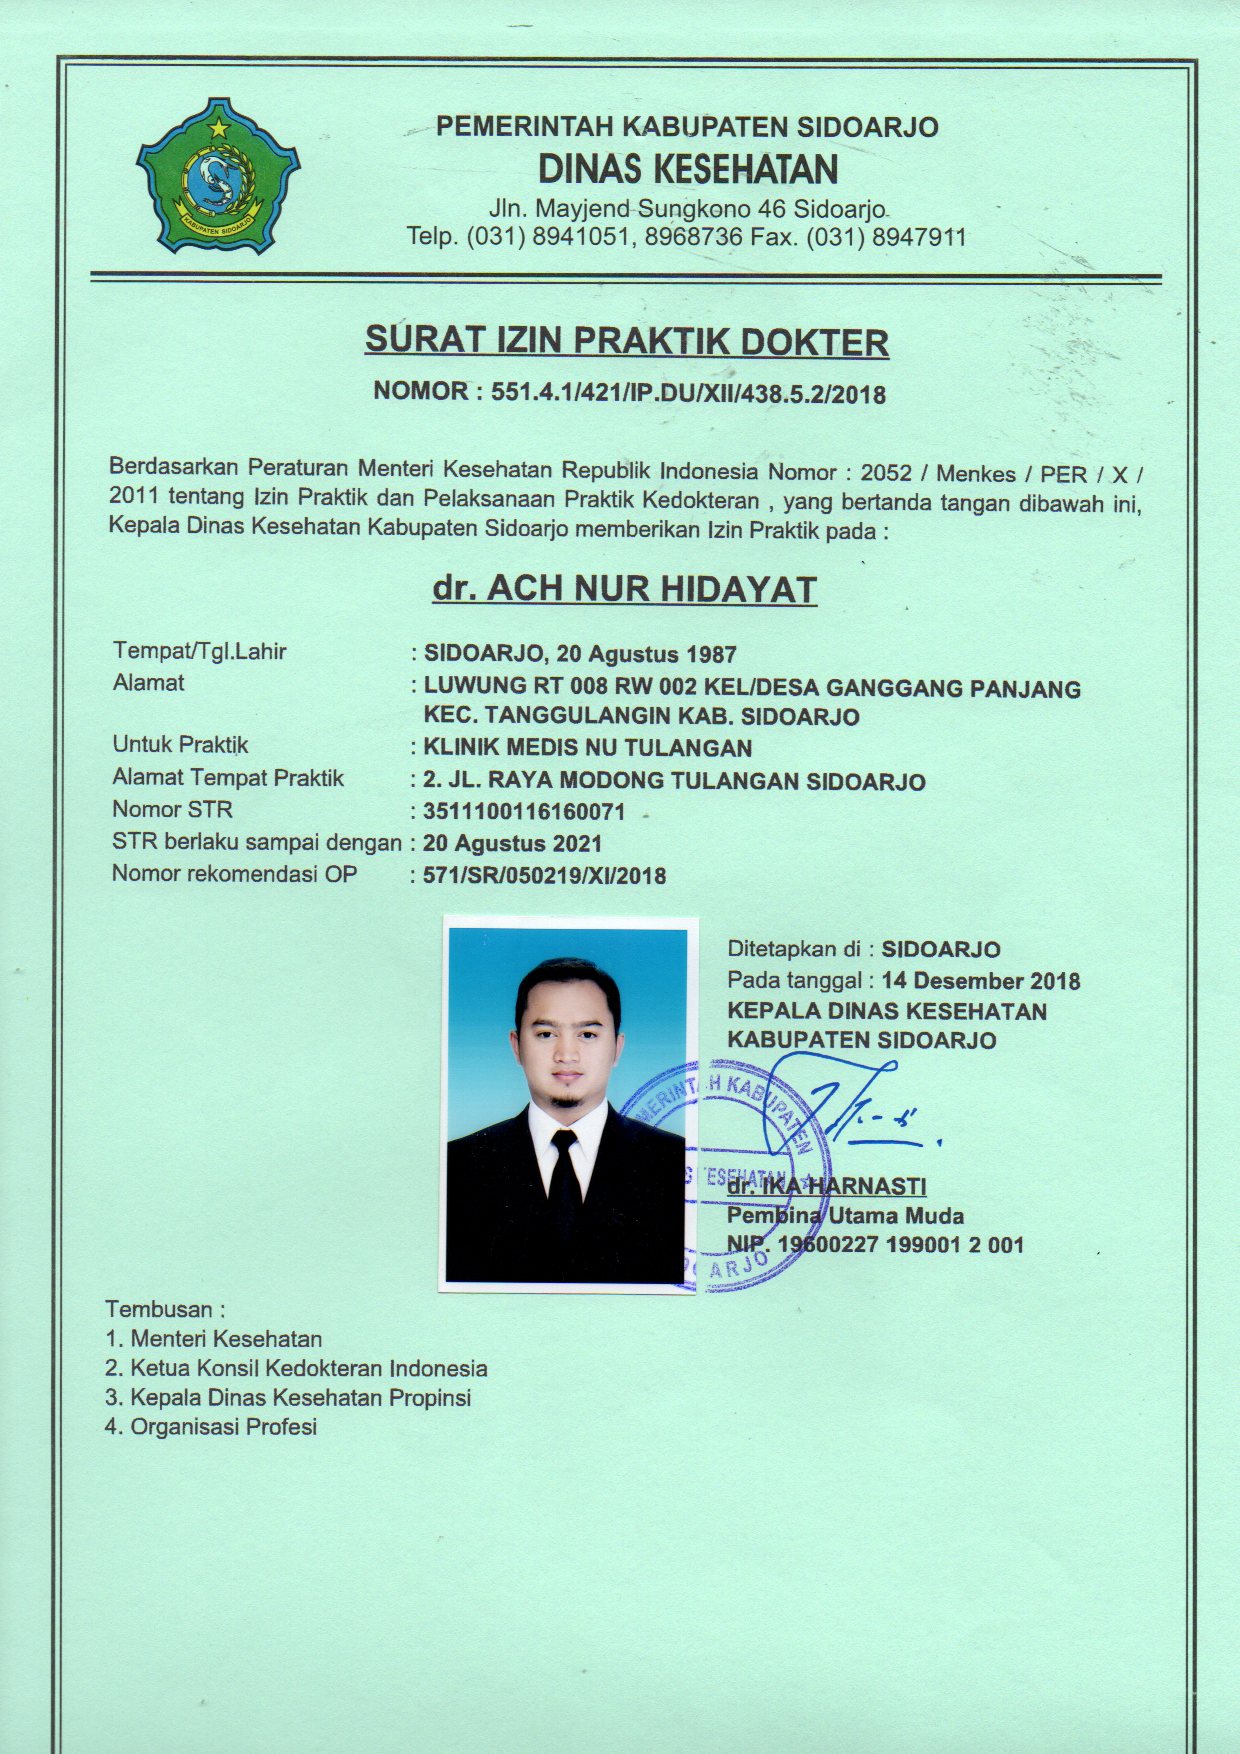 PEMERINTAH KABUPATEN SIDOARJO
DINAS KESEHATAN
Jln. Mayjend Sungkono 46 Sidoarjo
Telp. (031) 8941051, 8968736 Fax. (031) 8947911
KABUPATEN SIDOARJO
SURAT IZIN PRAKTIK DOKTER
NOMOR : 551.4.1/421/IP.DU/XII/438.5.2/2018
Berdasarkan Peraturan Menteri Kesehatan Republik Indonesia Nomor : 2052 / Menkes / PER / X /
2011 tentang Izin Praktik dan Pelaksanaan Praktik Kedokteran , yang bertanda tangan dibawah ini,
Kepala Dinas Kesehatan Kabupaten Sidoarjo memberikan Izin Praktik pada :
dr. ACH NUR HIDAYAT
Tempat/Tgl.Lahir : SIDOARJO, 20 Agustus 1987
Alamat : LUWUNG RT 008 RW 002 KEL/DESA GANGGANG PANJANG
KEC. TANGGULANGIN KAB. SIDOARJO
Untuk Praktik : KLINIK MEDIS NU TULANGAN
Alamat Tempat Praktik : 2. JL. RAYA MODONG TULANGAN SIDOARJO
Nomor STR : 3511100116160071
STR berlaku sampai dengan : 20 Agustus 2021
Nomor rekomendasi OP : 571/SR/050219/XI/2018
Ditetapkan di : SIDOARJO
Pada tanggal : 14 Desember 2018
KEPALA DINAS KESEHATAN
KABUPATEN SIDOARJO
MERINTAH KABUPATEN
KESEHATAN
OARJO
dr. IKA HARNASTI
Pembina Utama Muda
NIP. 19600227 199001 2 001
Tembusan :
1. Menteri Kesehatan
2. Ketua Konsil Kedokteran Indonesia
3. Kepala Dinas Kesehatan Propinsi
4. Organisasi Profesi